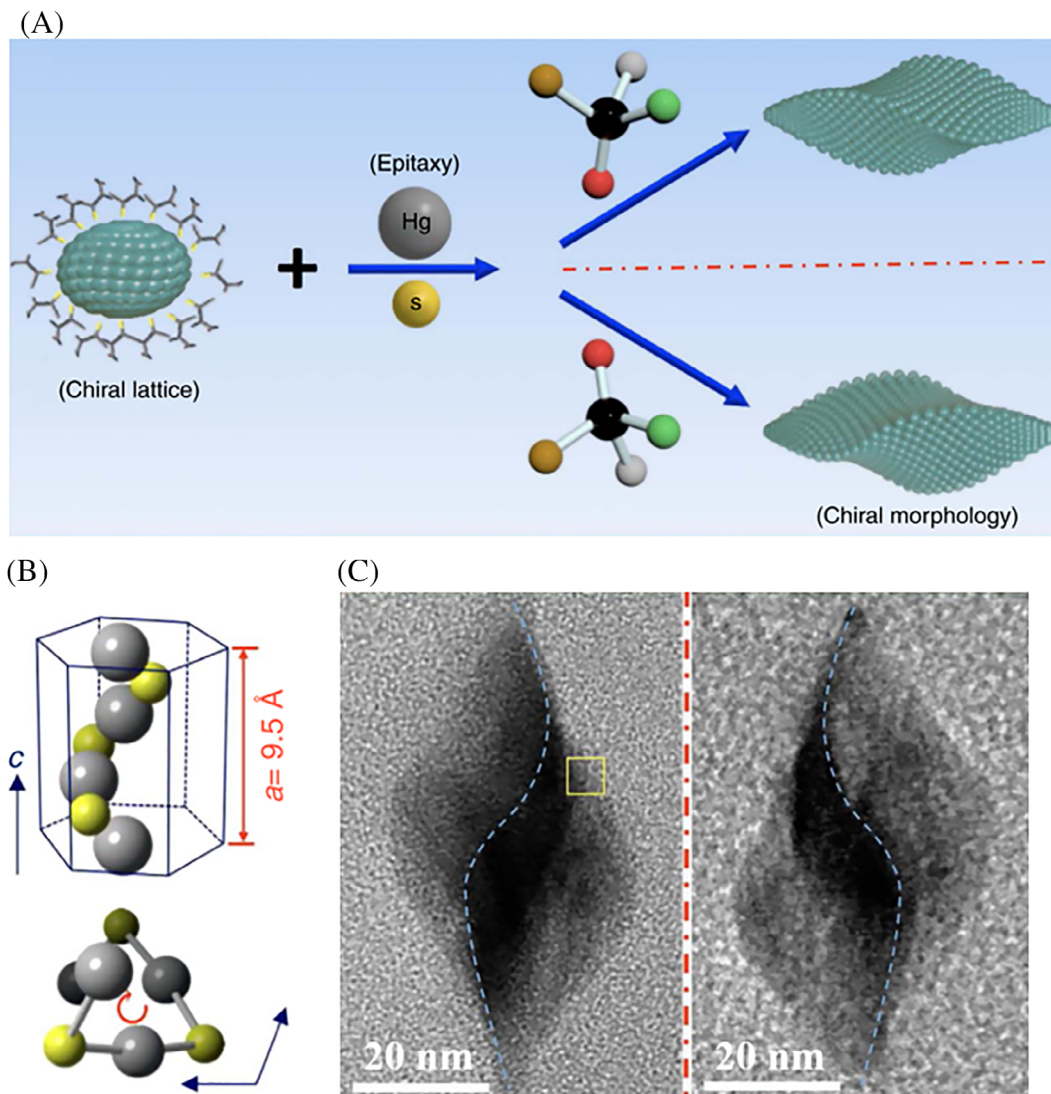 (A)
(Epitaxy)
Hg
+
S
(Chiral lattice)
(Chiral morphology)
(B)
c
a= 9.5 Å
(C)
20 nm
20 nm